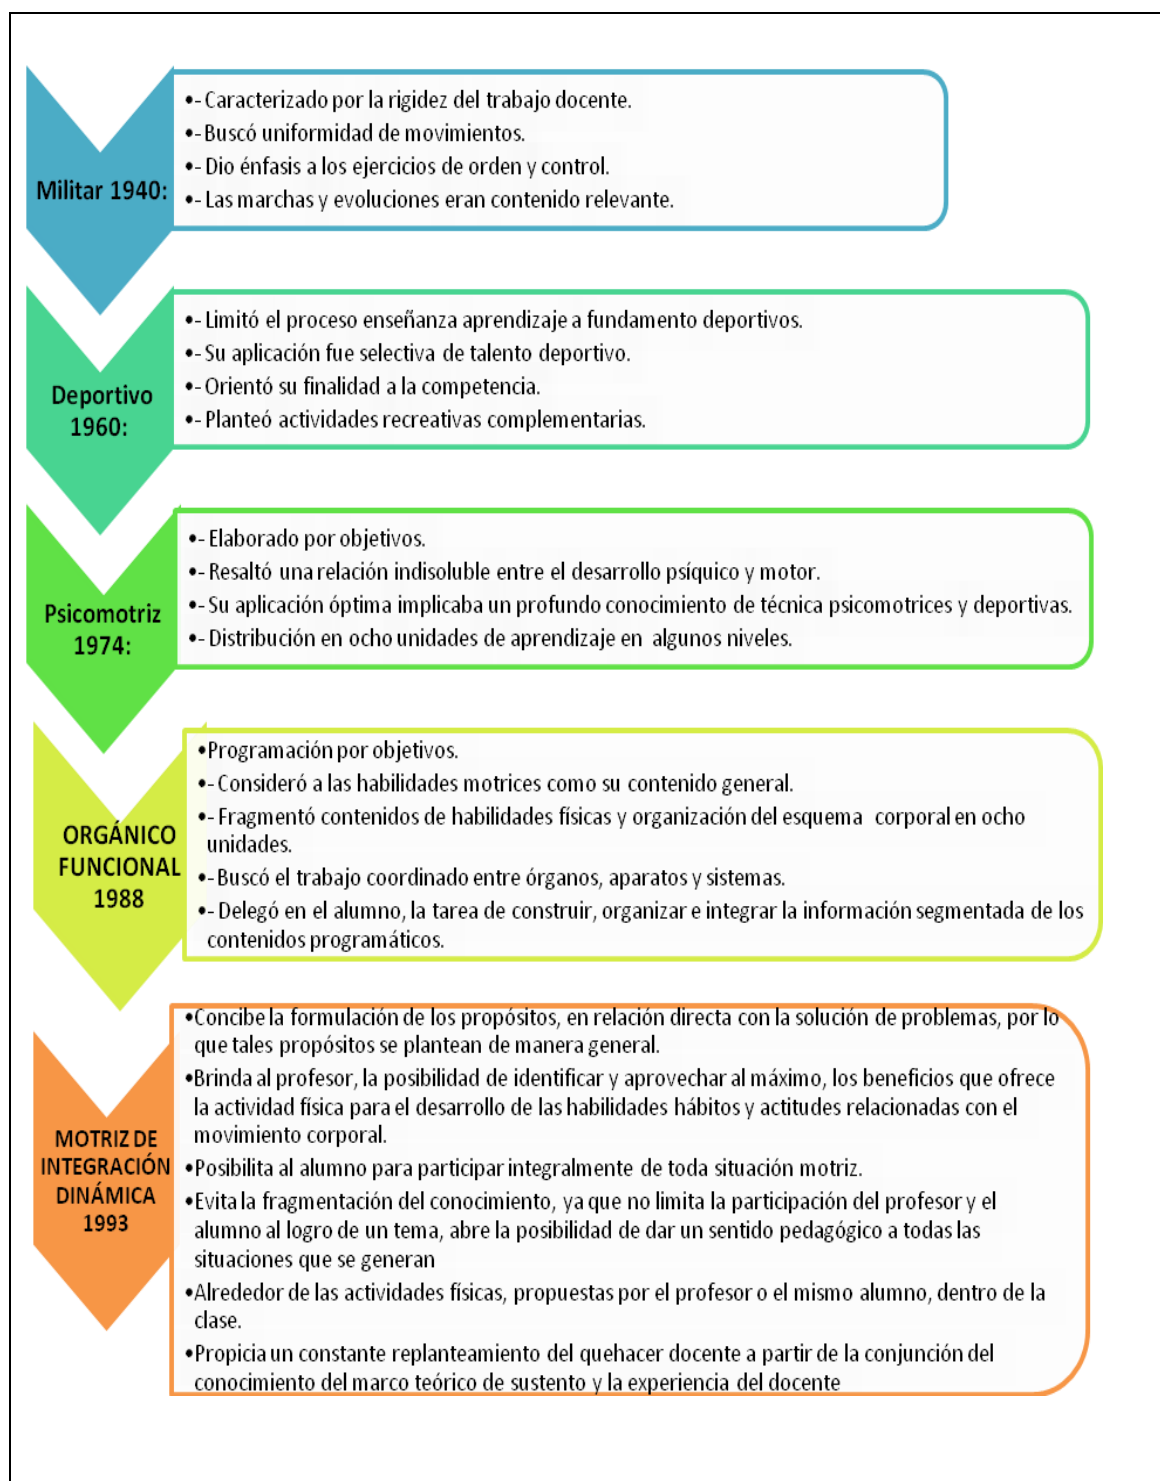 Militar 1940:
•- Caracterizado por la rigidez del trabajo docente.
•- Buscó uniformidad de movimientos.
•- Dio énfasis a los ejercicios de orden y control.
•- Las marchas y evoluciones eran contenido relevante.
Deportivo
1960:
•- Limitó el proceso enseñanza aprendizaje a fundamento deportivos.
•- Su aplicación fue selectiva de talento deportivo.
•- Orientó su finalidad a la competencia.
•- Planteó actividades recreativas complementarias.
Psicomotriz
1974:
•- Elaborado por objetivos.
•- Resaltó una relación indisoluble entre el desarrollo psíquico y motor.
•- Su aplicación óptima implicaba un profundo conocimiento de técnica psicomotrices y deportivas.
•- Distribución en ocho unidades de aprendizaje en algunos niveles.
ORGÁNICO
FUNCIONAL
1988
•Programación por objetivos.
•- Consideró a las habilidades motrices como su contenido general.
•- Fragmentó contenidos de habilidades físicas y organización del esquema corporal en ocho
unidades.
•- Buscó el trabajo coordinado entre órganos, aparatos y sistemas.
•- Delegó en el alumno, la tarea de construir, organizar e integrar la información segmentada de los
contenidos programáticos.
MOTRIZ DE
INTEGRACIÓN
DINÁMICA
1993
•Concibe la formulación de los propósitos, en relación directa con la solución de problemas, por lo
que tales propósitos se plantean de manera general.
•Brinda al profesor, la posibilidad de identificar y aprovechar al máximo, los beneficios que ofrece
la actividad física para el desarrollo de las habilidades hábitos y actitudes relacionadas con el
movimiento corporal.
•Posibilita al alumno para participar integralmente de toda situación motriz.
•Evita la fragmentación del conocimiento, ya que no limita la participación del profesor y el
alumno al logro de un tema, abre la posibilidad de dar un sentido pedagógico a todas las
situaciones que se generan
•Alrededor de las actividades físicas, propuestas por el profesor o el mismo alumno, dentro de la
clase.
•Propicia un constante replanteamiento del quehacer docente a partir de la conjunción del
conocimiento del marco teórico de sustento y la experiencia del docente